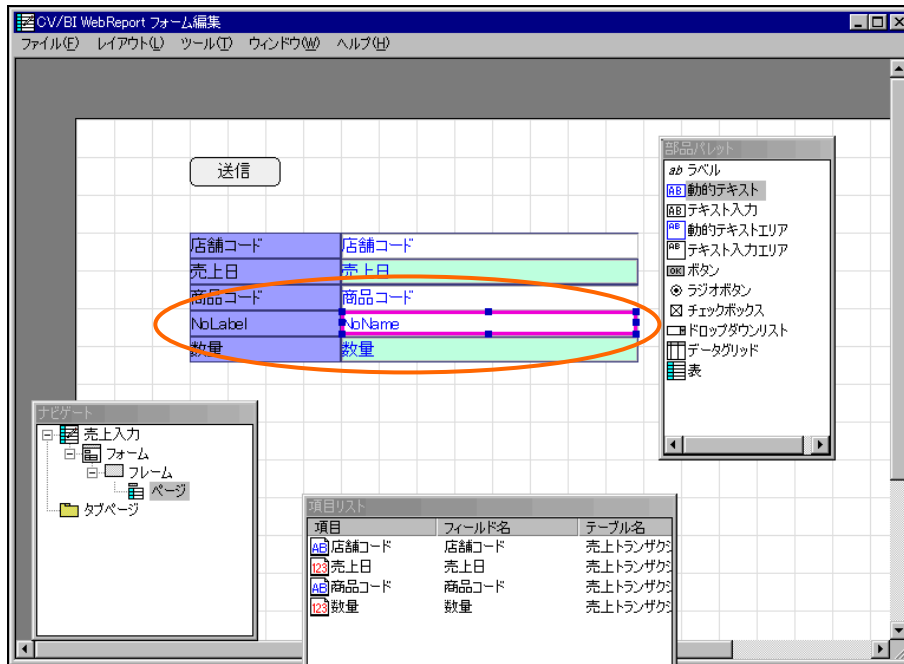 CV/BI WebReport フォーム編集
ファイル(F) レイアウト(L) ツール(T) ウィンドウ(W) ヘルプ(H)
送信
店舗コード 店舗コード
売上日 売上日
商品コード 商品コード
NoLabel NoName
数量 数量
部品パレット
ab ラベル
AB 動的テキスト
AB テキスト入力
AB 動的テキストエリア
AB テキスト入力エリア
OK ボタン
ラジオボタン
チェックボックス
ドロップダウンリスト
データグリッド
表
ナビゲート
売上入力
フォーム
フレーム
ページ
タブページ
項目リスト
項目 フィールド名 テーブル名
AB 店舗コード 店舗コード 売上トランザク
123 売上日 売上日 売上トランザク
AB 商品コード 商品コード 売上トランザク
123 数量 数量 売上トランザク